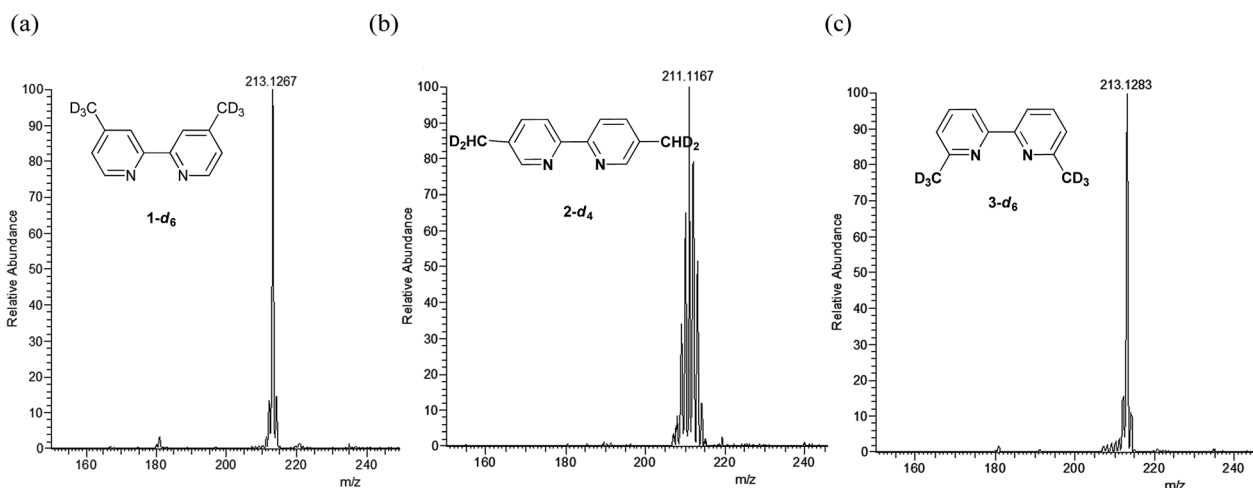 (a)
(b)
(c)
213.1267
D₃C
CD₃
N
N
1-d₆
Relative Abundance
100
90
80
70
60
50
40
30
20
10
0
160
180
200
220
240
m/z
211.1167
D₂HC
CHD₂
N
N
2-d₄
Relative Abundance
100
90
80
70
60
50
40
30
20
10
0
160
180
200
220
240
m/z
213.1283
N
N
D₃C
CD₃
3-d₆
Relative Abundance
100
90
80
70
60
50
40
30
20
10
0
160
180
200
220
240
m/z